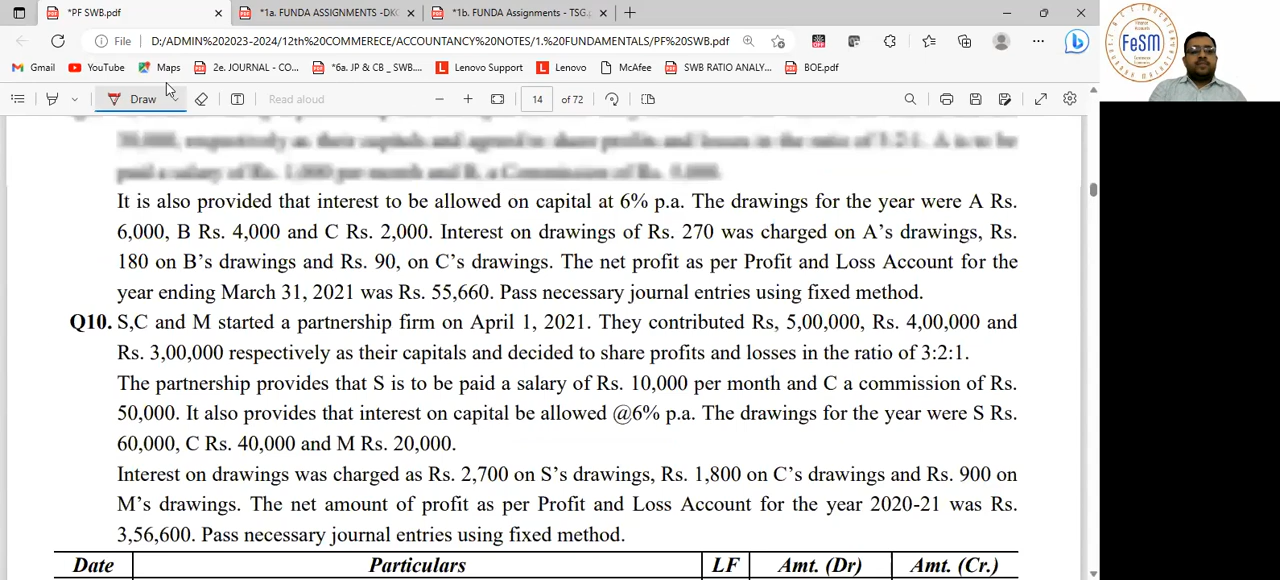 *PF SWB.pdf
*1a. FUNDA ASSIGNMENTS -DK
*1b. FUNDA Assignments - TSG.
File D:/ADMIN%202023-2024/12th%20COMMERECE/ACCOUNTANCE%20NOTES/1.%20FUNDAMENTALS/PF%20SWB.pdf
Gmail YouTube Maps 2e. JOURNAL - CO... *6a. JP & CB _ SWB.... Lenovo Support Lenovo McAfee SWB RATIO ANALY... BOE.pdf
Draw Read aloud 14 of 72
FeSM
It is also provided that interest to be allowed on capital at 6% p.a. The drawings for the year were A Rs.
6,000, B Rs. 4,000 and C Rs. 2,000. Interest on drawings of Rs. 270 was charged on A's drawings, Rs.
180 on B's drawings and Rs. 90, on C's drawings. The net profit as per Profit and Loss Account for the
year ending March 31, 2021 was Rs. 55,660. Pass necessary journal entries using fixed method.
Q10. S,C and M started a partnership firm on April 1, 2021. They contributed Rs, 5,00,000, Rs. 4,00,000 and
Rs. 3,00,000 respectively as their capitals and decided to share profits and losses in the ratio of 3:2:1.
The partnership provides that S is to be paid a salary of Rs. 10,000 per month and C a commission of Rs.
50,000. It also provides that interest on capital be allowed @6% p.a. The drawings for the year were S Rs.
60,000, C Rs. 40,000 and M Rs. 20,000.
Interest on drawings was charged as Rs. 2,700 on S's drawings, Rs. 1,800 on C's drawings and Rs. 900 on
M's drawings. The net amount of profit as per Profit and Loss Account for the year 2020-21 was Rs.
3,56,600. Pass necessary journal entries using fixed method.
Date Particulars LF Amt. (Dr) Amt. (Cr.)